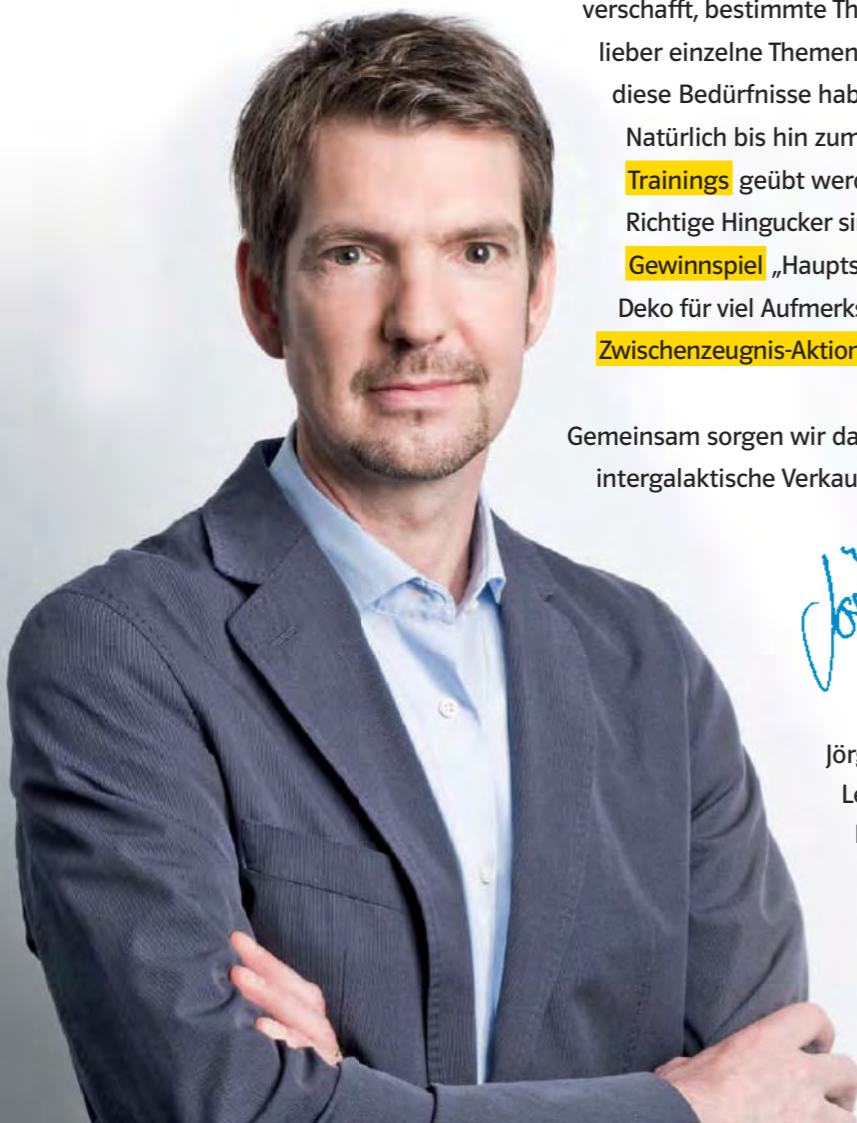 verschafft, bestimmte Th
lieber einzelne Themen
diese Bedürfnisse hab
Natürlich bis hin zum
Trainings geübt werd
Richtige Hingucker si
Gewinnspiel „Haupts
Deko für viel Aufmerks
Zwischenzeugnis-Aktion
Gemeinsam sorgen wir da
intergalaktische Verkau
Jörg
Le